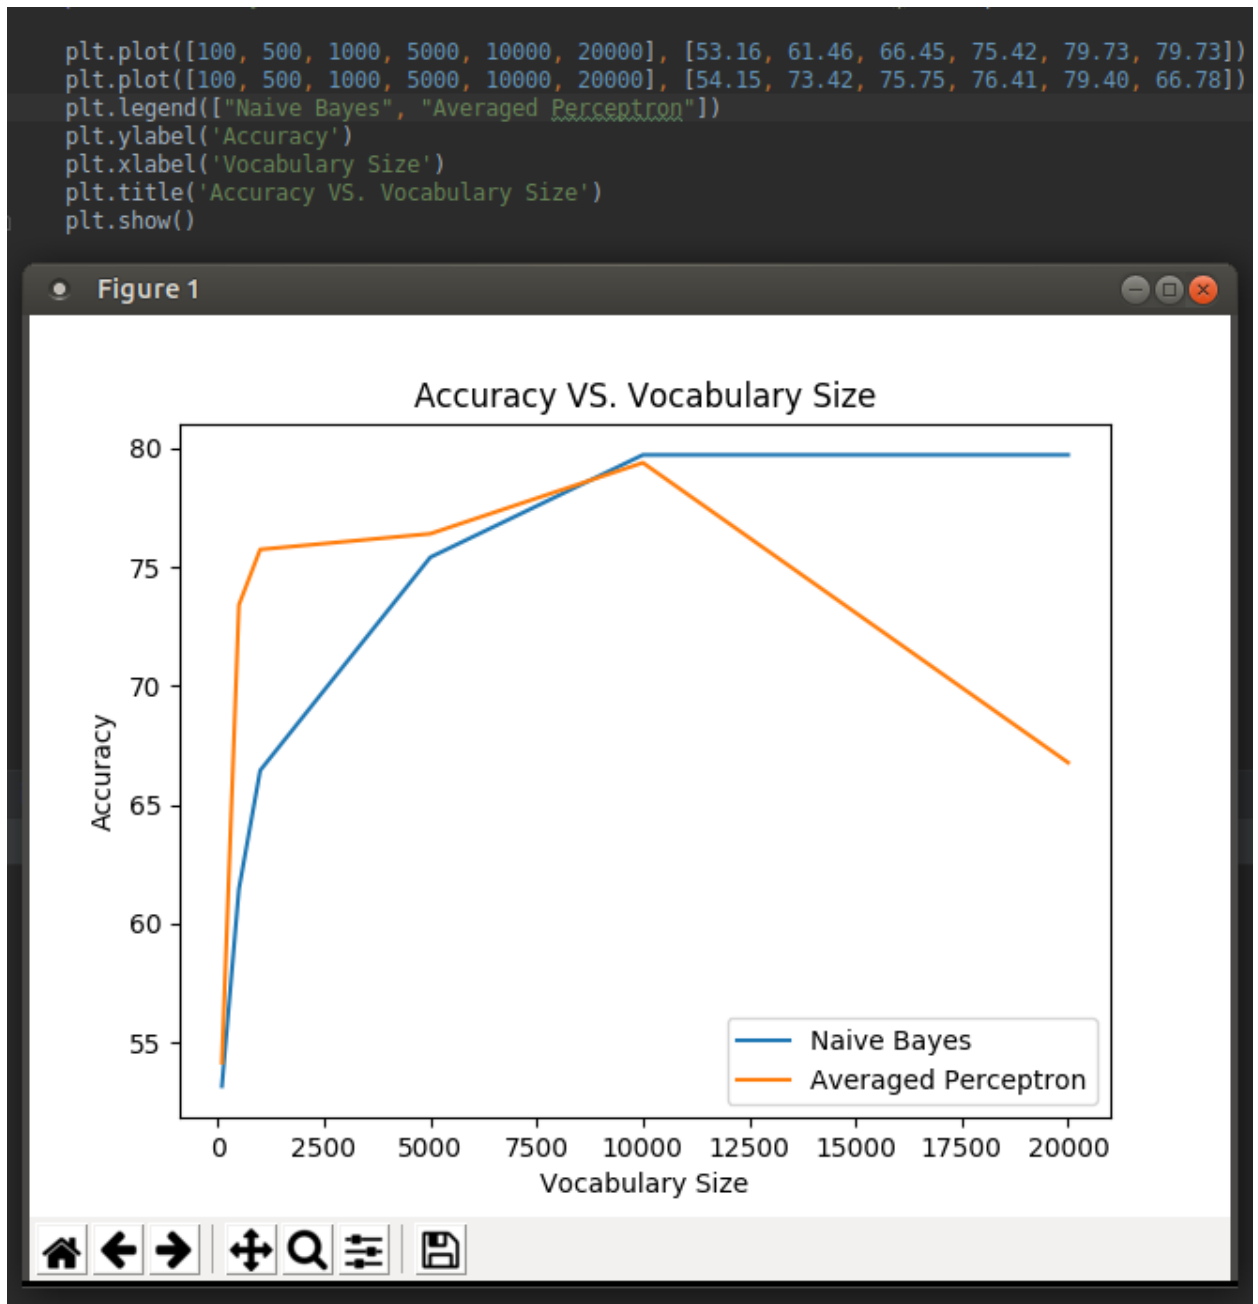 plt.plot([100, 500, 1000, 5000, 10000, 20000], [53.16, 61.46, 66.45, 75.42, 79.73, 79.73])
plt.plot([100, 500, 1000, 5000, 10000, 20000], [54.15, 73.42, 75.75, 76.41, 79.40, 66.78])
plt.legend(["Naive Bayes", "Averaged Perceptron"])
plt.ylabel('Accuracy')
plt.xlabel('Vocabulary Size')
plt.title('Accuracy VS. Vocabulary Size')
plt.show()
Figure 1
Accuracy VS. Vocabulary Size
80
75
70
65
60
55
Accuracy
Naive Bayes
Averaged Perceptron
0 2500 5000 7500 10000 12500 15000 17500 20000
Vocabulary Size